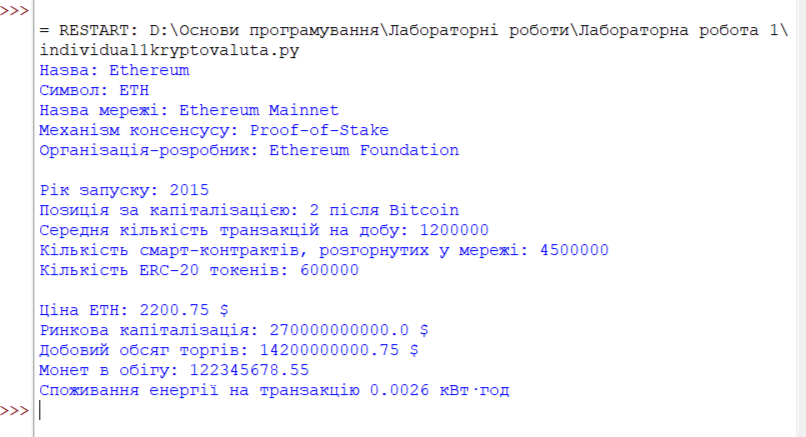 >>>
= RESTART: D:\Основи програмування\Лабораторні роботи\Лабораторна робота 1\
individual1kryptovaluta.py
Назва: Ethereum
Символ: ETH
Назва мережі: Ethereum Mainnet
Механізм консенсусу: Proof-of-Stake
Організація-розробник: Ethereum Foundation
Рік запуску: 2015
Позиція за капіталізацією: 2 після Bitcoin
Середня кількість транзакцій на добу: 1200000
Кількість смарт-контрактів, розгорнутих у мережі: 4500000
Кількість ERC-20 токенів: 600000
Ціна ETH: 2200.75 $
Ринкова капіталізація: 270000000000.0 $
Добовий обсяг торгів: 14200000000.75 $
Монет в обігу: 122345678.55
Споживання енергії на транзакцію 0.0026 кВт·год
>>>